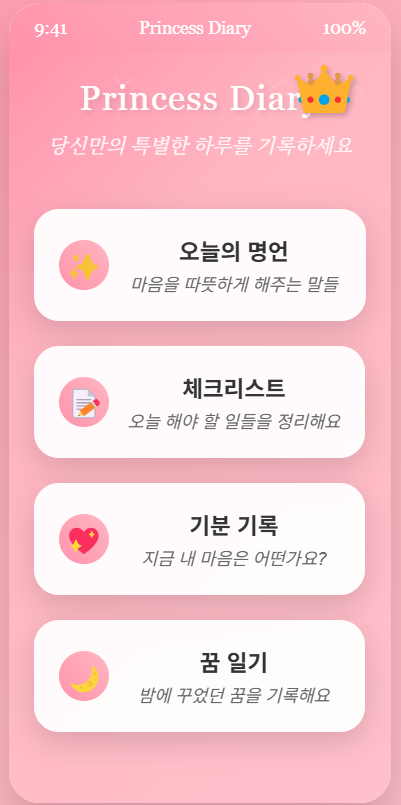 9:41 Princess Diary 100%
Princess Diary
당신만의 특별한 하루를 기록하세요
오늘의 명언
마음을 따뜻하게 해주는 말들
체크리스트
오늘 해야 할 일들을 정리해요
기분 기록
지금 내 마음은 어떤가요?
꿈 일기
밤에 꾸었던 꿈을 기록해요